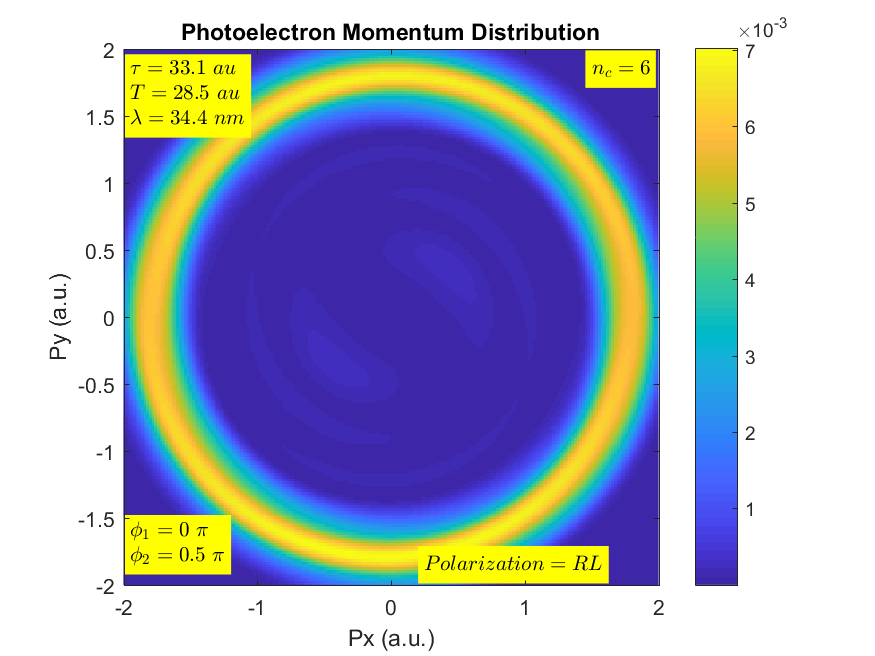 Photoelectron Momentum Distribution
×10⁻³
τ = 33.1 au
T = 28.5 au
λ = 34.4 nm
n_c = 6
2
1.5
1
0.5
0
-0.5
-1
-1.5
-2
Py (a.u.)
ϕ₁ = 0 π
ϕ₂ = 0.5 π
Polarization = RL
-2 -1 0 1 2
Px (a.u.)
7
6
5
4
3
2
1